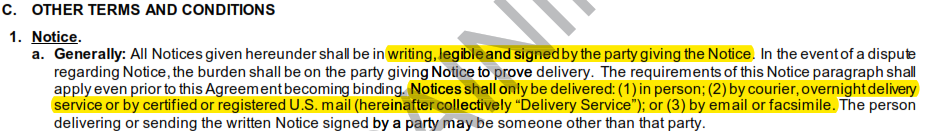 C. OTHER TERMS AND CONDITIONS
1. Notice.
a. Generally: All Notices given hereunder shall be in writing, legible and signed by the party giving the Notice. In the event of a dispute
regarding Notice, the burden shall be on the party giving Notice to prove delivery. The requirements of this Notice paragraph shall
apply even prior to this Agreement becoming binding. Notices shall only be delivered: (1) in person; (2) by courier, overnight delivery
service or by certified or registered U.S. mail (hereinafter collectively “Delivery Service”); or (3) by email or facsimile. The person
delivering or sending the written Notice signed by a party may be someone other than that party.